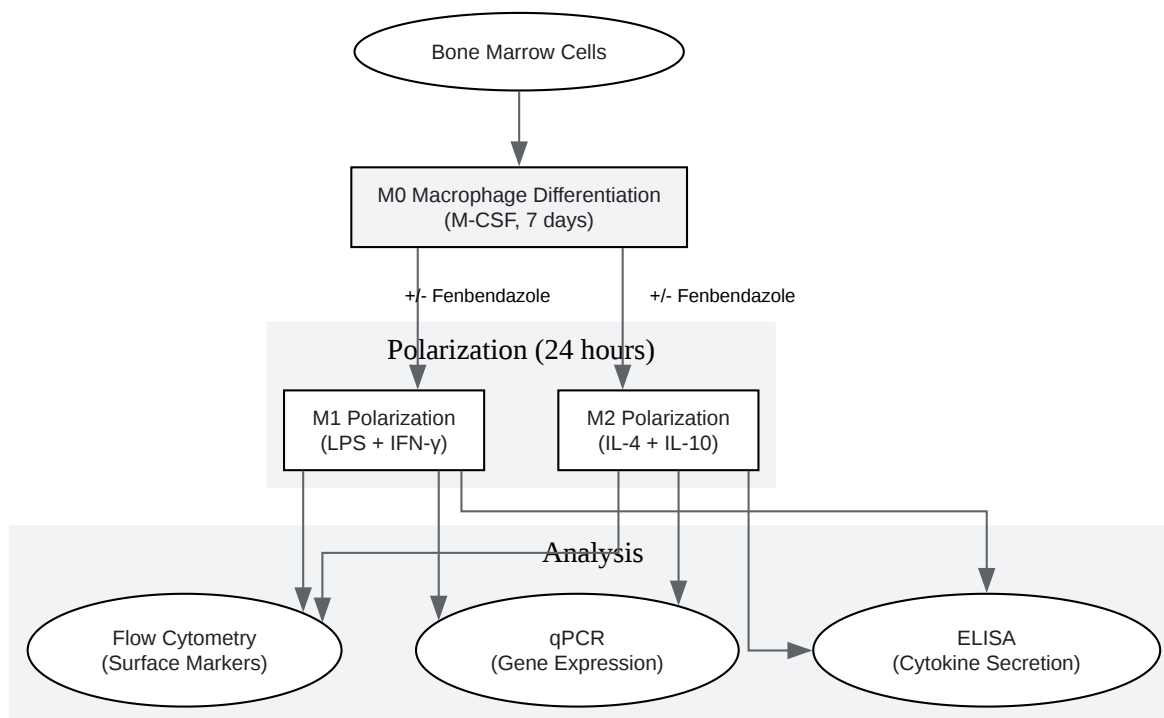 Bone Marrow Cells
M0 Macrophage Differentiation
(M-CSF, 7 days)
+/- Fenbendazole
+/- Fenbendazole
Polarization (24 hours)
M1 Polarization
(LPS + IFN-γ)
M2 Polarization
(IL-4 + IL-10)
Analysis
Flow Cytometry
(Surface Markers)
qPCR
(Gene Expression)
ELISA
(Cytokine Secretion)